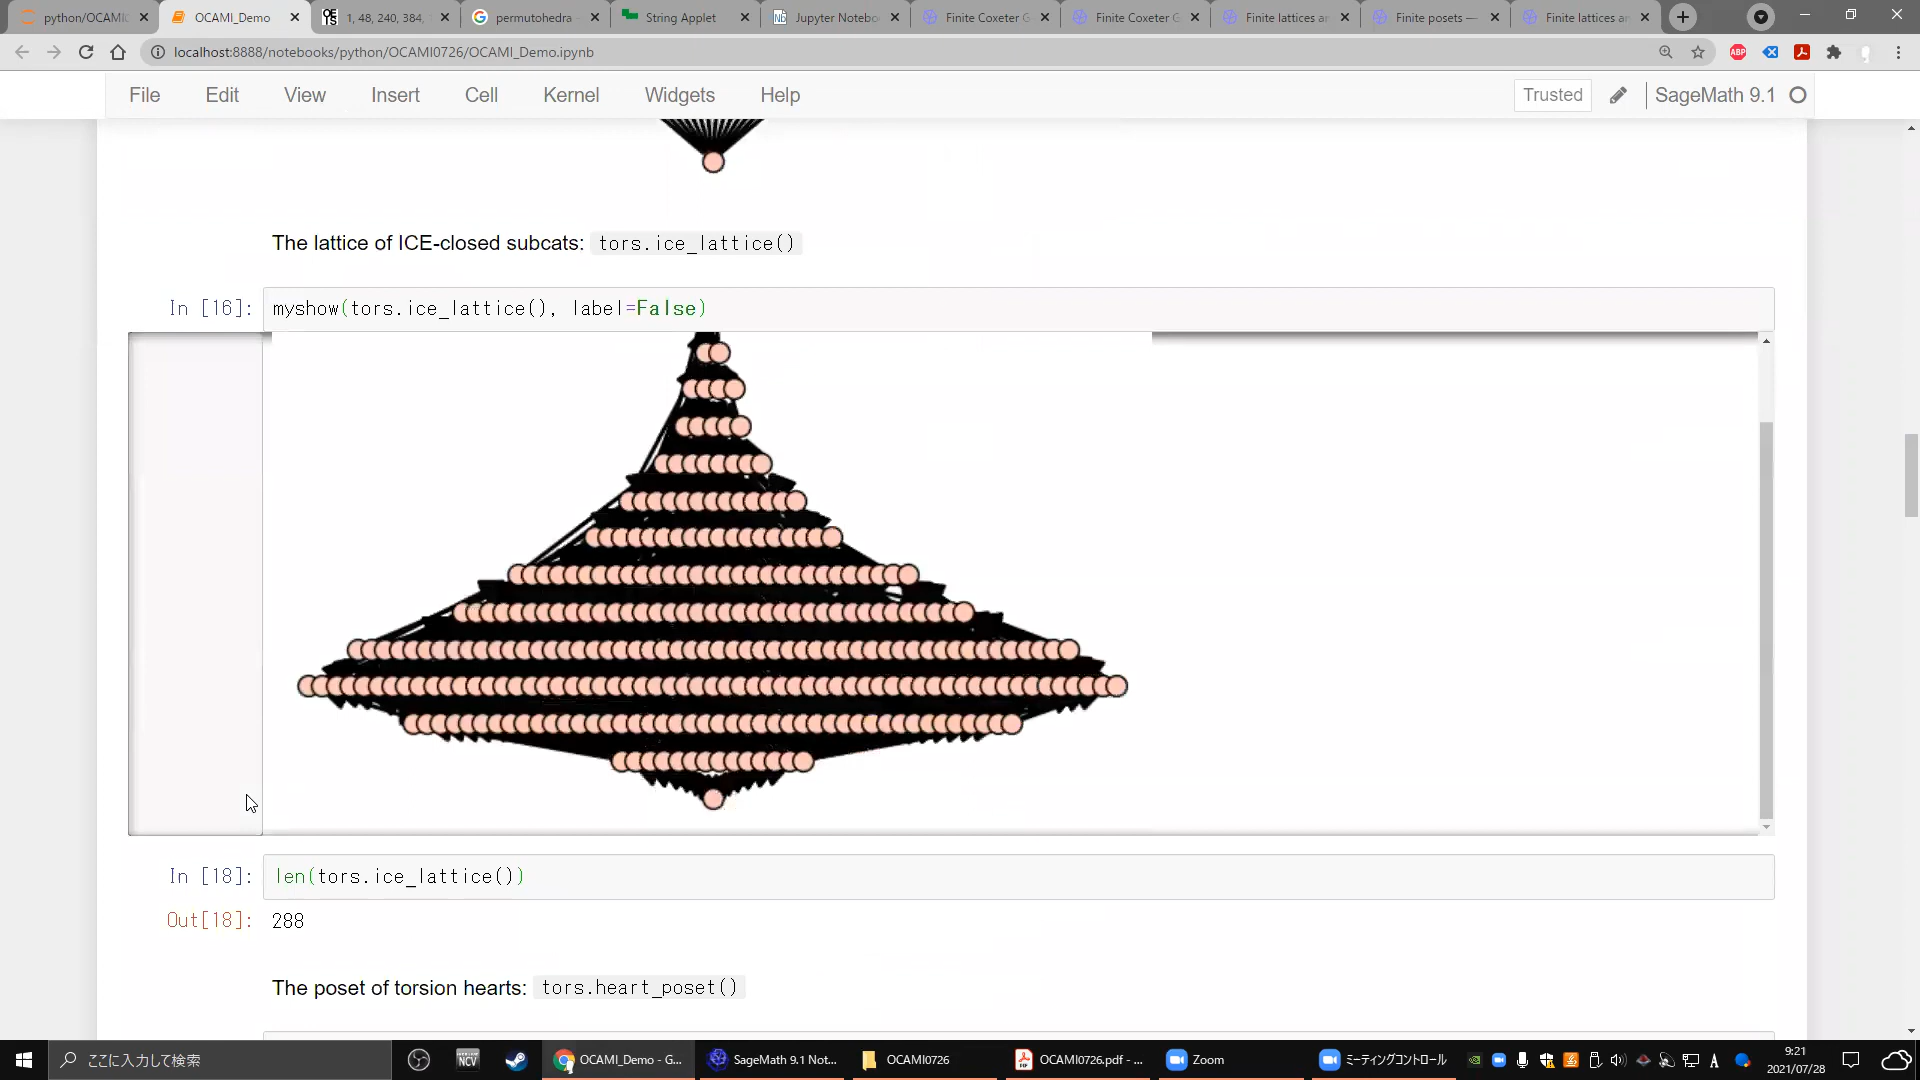 python/OCAMI
OCAMI_Demo
1, 48, 240, 384,
permutohedra
String Applet
Jupyter Notebo
Finite Coxeter G
Finite Coxeter G
Finite lattices an
Finite posets —
Finite lattices an
localhost:8888/notebooks/python/OCAMI0726/OCAMI_Demo.ipynb
ABP
File Edit View Insert Cell Kernel Widgets Help
Trusted
SageMath 9.1
The lattice of ICE-closed subcats: tors.ice_lattice()
In [16]: myshow(tors.ice_lattice(), label=False)
In [18]: len(tors.ice_lattice())
Out[18]: 288
The poset of torsion hearts: tors.heart_poset()
ここに入力して検索
NCV
OCAMI_Demo - G...
SageMath 9.1 Not...
OCAMI0726
OCAMI0726.pdf - ...
Zoom
ミーティングコントロール
A
9:21
2021/07/28